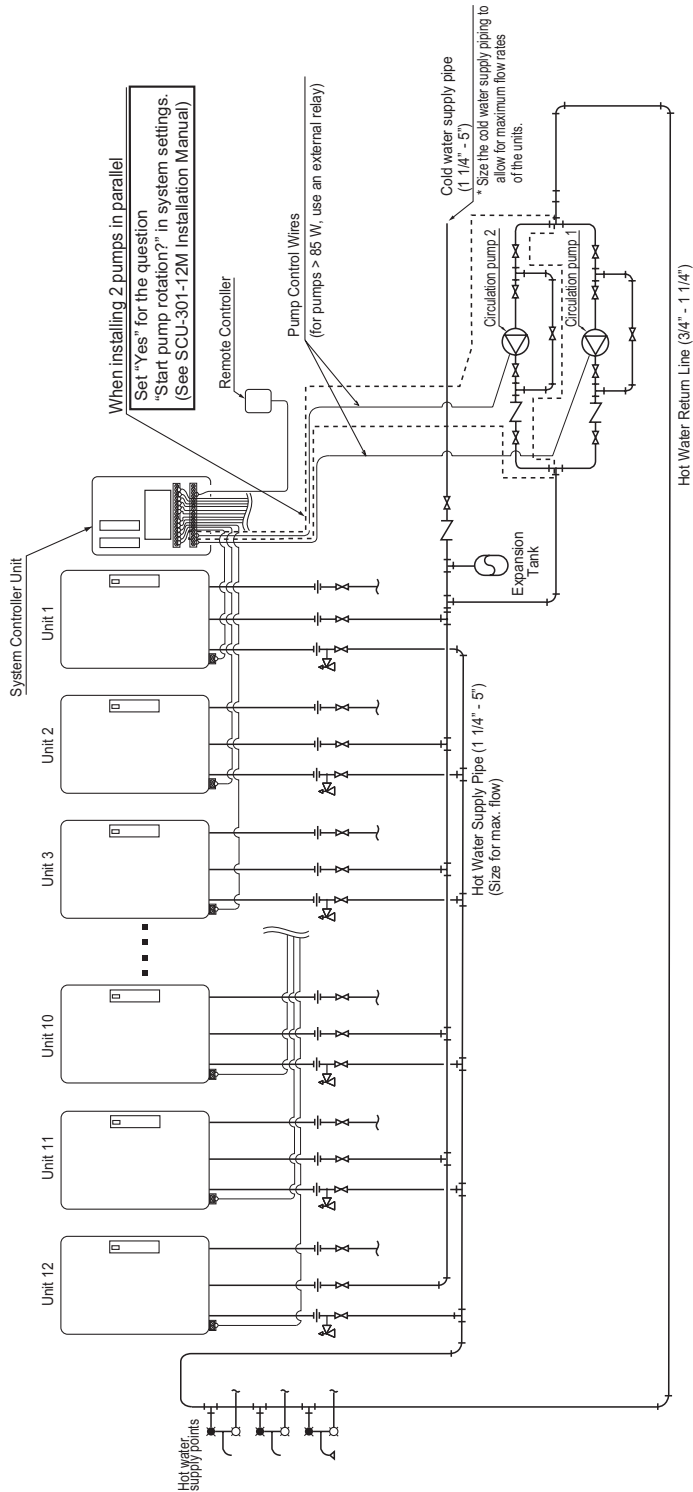 System Controller Unit
When installing 2 pumps in parallel
Set “Yes” for the question
“Start pump rotation?” in system settings.
(See SCU-301-12M Installation Manual)
Remote Controller
Pump Control Wires
(for pumps > 85 W, use an external relay)
Cold water supply pipe
(1 1/4” - 5”)
* Size the cold water supply piping to
allow for maximum flow rates
of the units.
Unit 12
Unit 11
Unit 10
Unit 3
Unit 2
Unit 1
Hot water
supply points
Hot Water Supply Pipe (1 1/4” - 5”)
(Size for max. flow)
Expansion
Tank
Circulation pump 2
Circulation pump 1
Hot Water Return Line (3/4” - 1 1/4”)